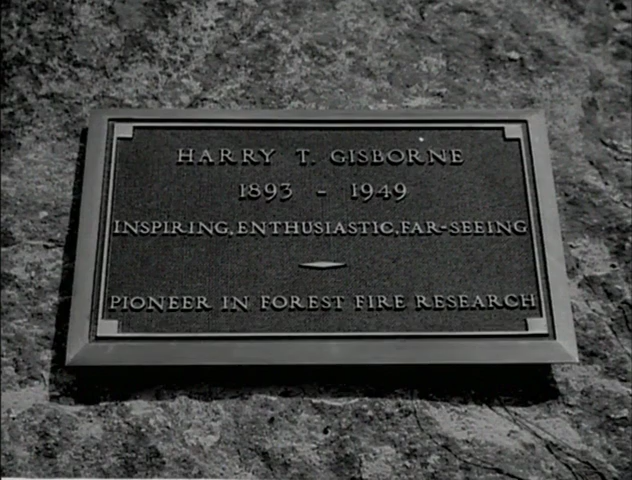 HARRY T. GISBORNE
1893 - 1949
INSPIRING, ENTHUSIASTIC, FAR-SEEING
PIONEER IN FOREST FIRE RESEARCH